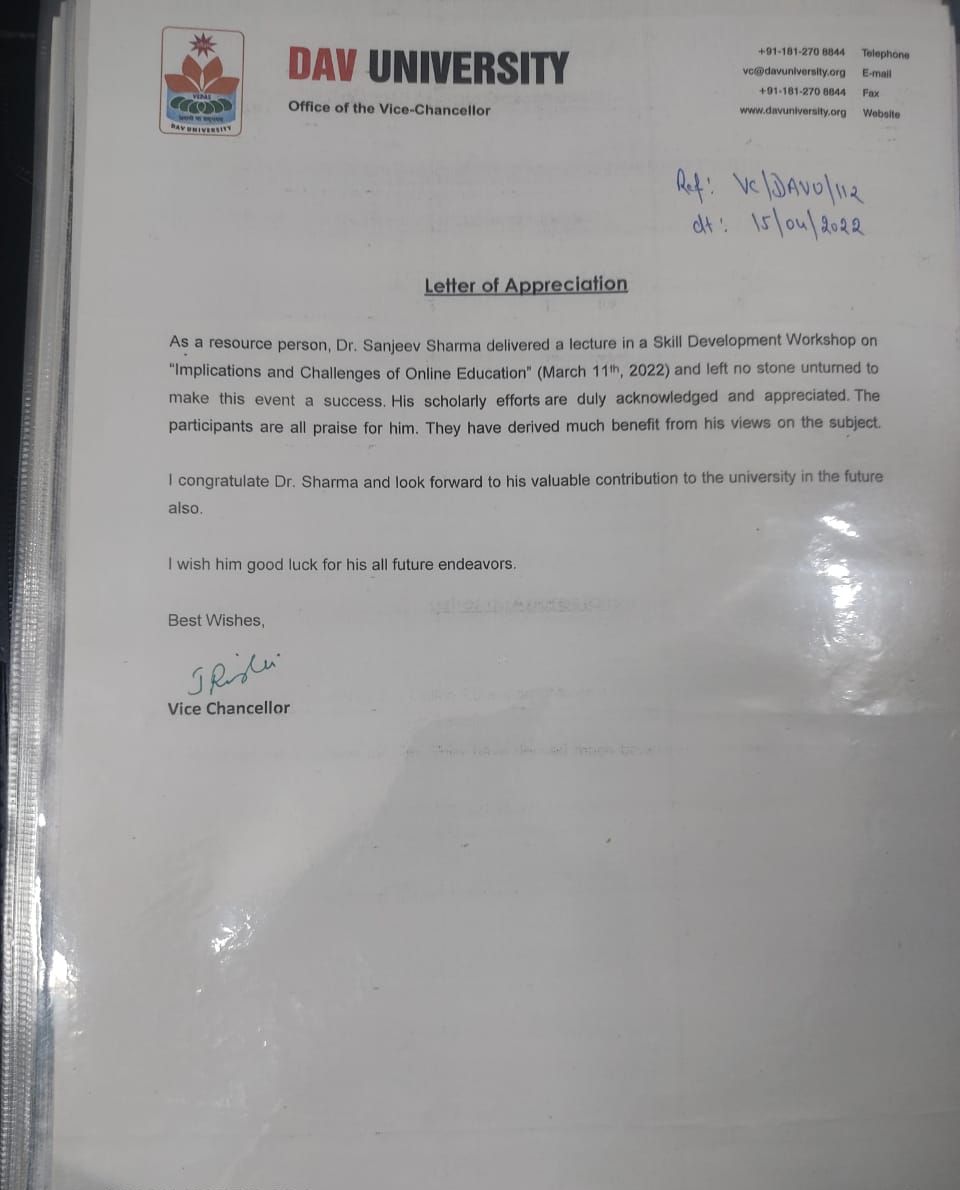 VEDAS
DAV UNIVERSITY
DAV UNIVERSITY
Office of the Vice-Chancellor
+91-181-270 8844 Telephone
vc@davuniversity.org E-mail
+91-181-270 8844 Fax
www.davuniversity.org Website
Ref: VC/DAVU/112
dt: 15/04/2022
Letter of Appreciation
As a resource person, Dr. Sanjeev Sharma delivered a lecture in a Skill Development Workshop on
"Implications and Challenges of Online Education" (March 11th, 2022) and left no stone unturned to
make this event a success. His scholarly efforts are duly acknowledged and appreciated. The
participants are all praise for him. They have derived much benefit from his views on the subject.
I congratulate Dr. Sharma and look forward to his valuable contribution to the university in the future
also.
I wish him good luck for his all future endeavors.
Best Wishes,
Vice Chancellor